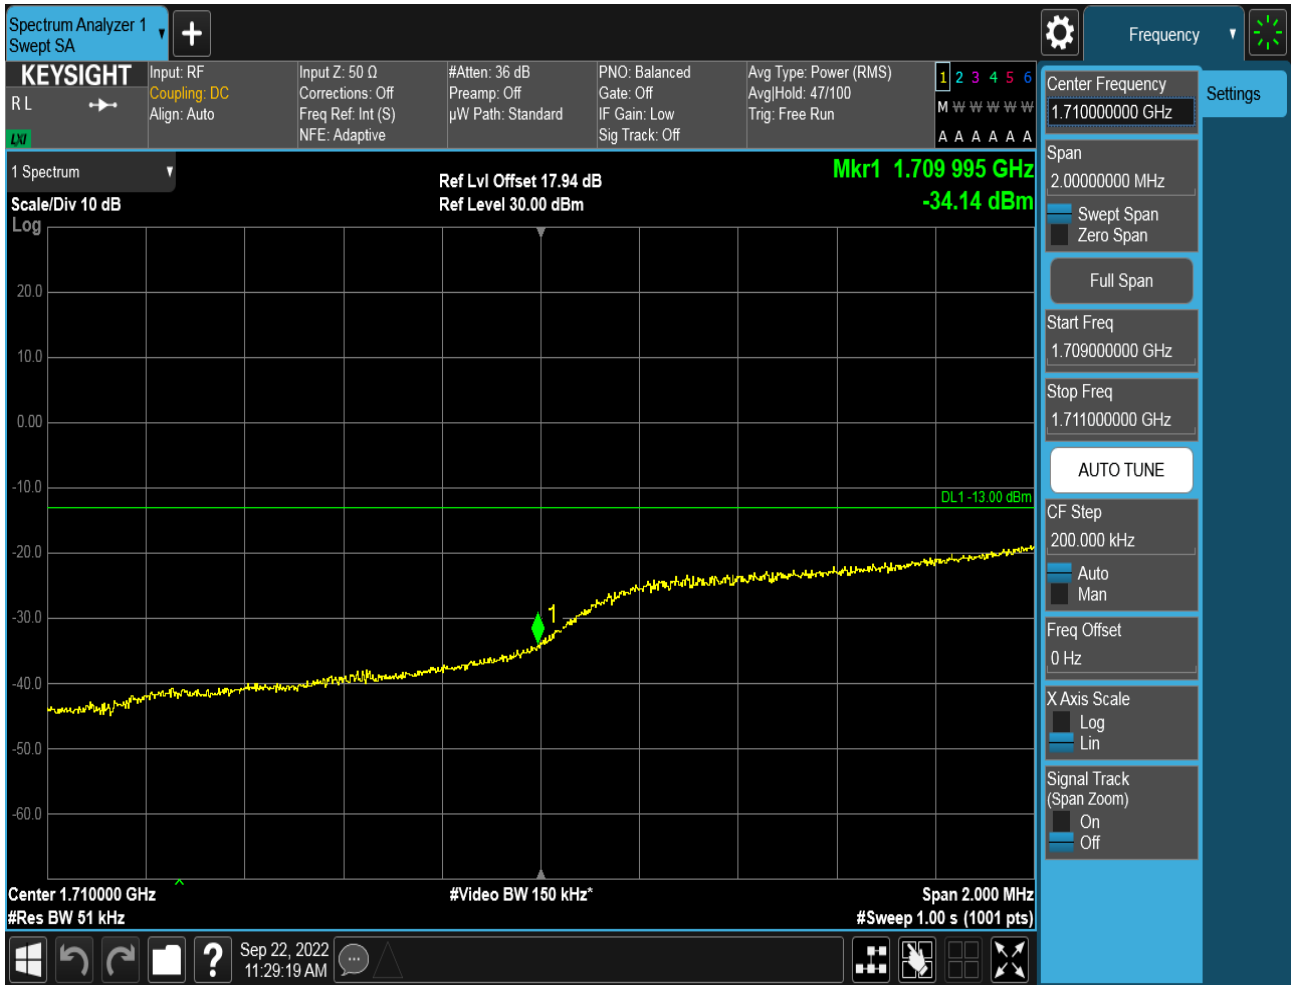 Spectrum Analyzer 1
Swept SA
Frequency
KEYSIGHT
R L
LXI
Input: RF
Coupling: DC
Align: Auto
Input Z: 50 Ω
Corrections: Off
Freq Ref: Int (S)
NFE: Adaptive
#Atten: 36 dB
Preamp: Off
µW Path: Standard
PNO: Balanced
Gate: Off
IF Gain: Low
Sig Track: Off
Avg Type: Power (RMS)
Avg|Hold: 47/100
Trig: Free Run
1 2 3 4 5 6
M W W W W W
A A A A A A
1 Spectrum
Scale/Div 10 dB
Log
Ref Lvl Offset 17.94 dB
Ref Level 30.00 dBm
Mkr1 1.709 995 GHz
-34.14 dBm
20.0
10.0
0.00
-10.0
-20.0
-30.0
-40.0
-50.0
-60.0
DL1 -13.00 dBm
1
Center 1.710000 GHz
#Video BW 150 kHz*
Span 2.000 MHz
#Res BW 51 kHz
#Sweep 1.00 s (1001 pts)
Center Frequency
1.710000000 GHz
Settings
Span
2.00000000 MHz
Swept Span
Zero Span
Full Span
Start Freq
1.709000000 GHz
Stop Freq
1.711000000 GHz
AUTO TUNE
CF Step
200.000 kHz
Auto
Man
Freq Offset
0 Hz
X Axis Scale
Log
Lin
Signal Track
(Span Zoom)
On
Off
?
Sep 22, 2022
11:29:19 AM